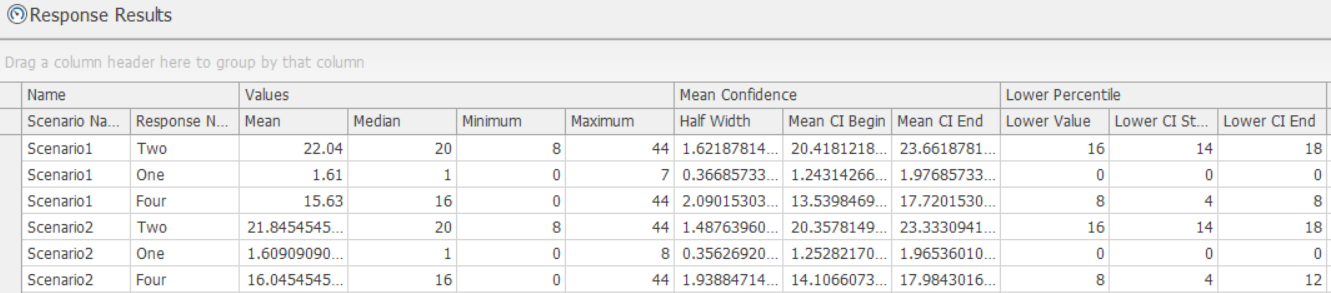 Response Results
Drag a column header here to group by that column
Name Values Mean Confidence Lower Percentile
Scenario Na... Response N... Mean Median Minimum Maximum Half Width Mean CI Begin Mean CI End Lower Value Lower CI St... Lower CI End
Scenario1 Two 22.04 20 8 44 1.62187814... 20.4181218... 23.6618781... 16 14 18
Scenario1 One 1.61 1 0 7 0.36685733... 1.24314266... 1.97685733... 0 0 0
Scenario1 Four 15.63 16 0 44 2.09015303... 13.5398469... 17.7201530... 8 4 8
Scenario2 Two 21.8454545... 20 8 44 1.48763960... 20.3578149... 23.3330941... 16 14 18
Scenario2 One 1.60909090... 1 0 8 0.35626920... 1.25282170... 1.96536010... 0 0 0
Scenario2 Four 16.0454545... 16 0 44 1.93884714... 14.1066073... 17.9843016... 8 4 12